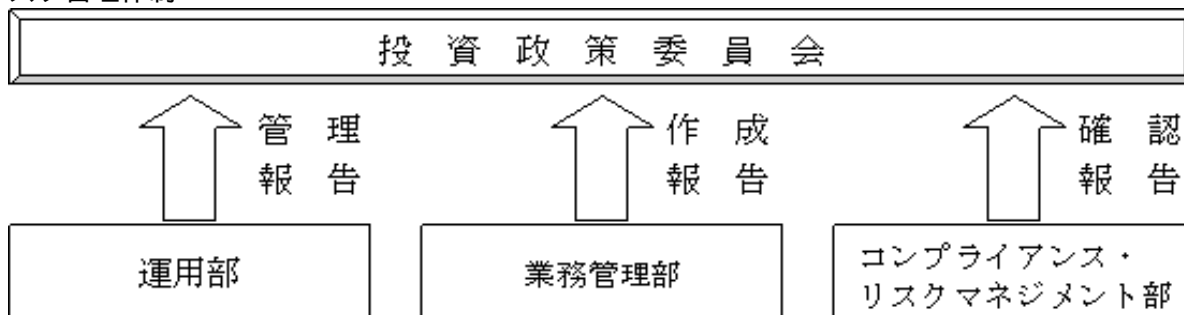 投資政策委員会
管理
報告
作成
報告
確認
報告
運用部
業務管理部
コンプライアンス・
リスクマネジメント部